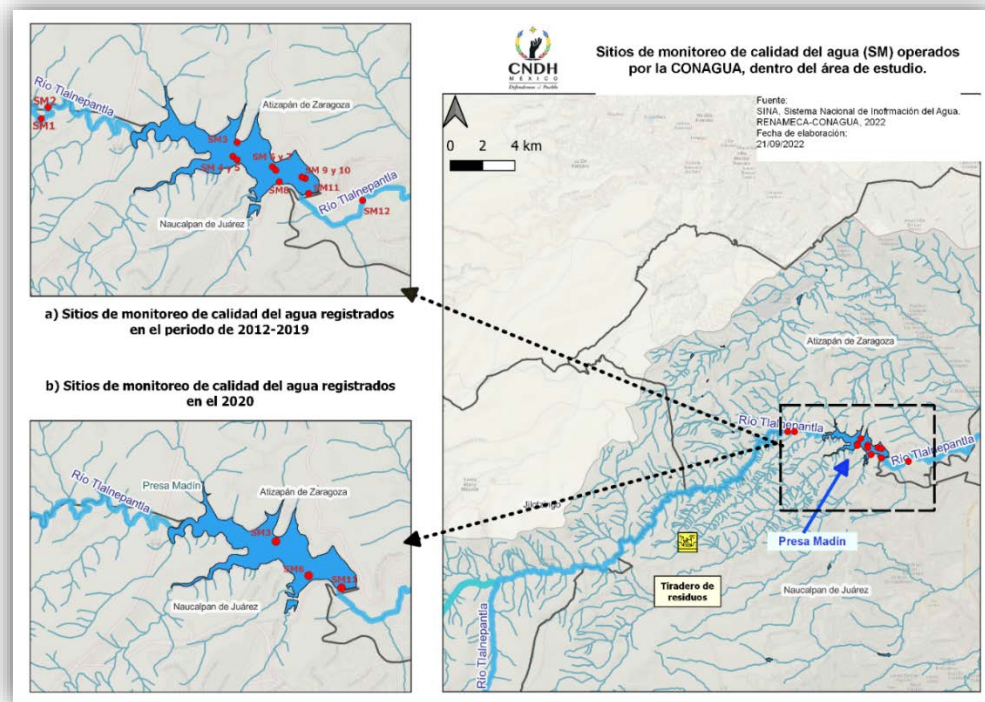 SM2
Río Tlalnepantla
SM1
Atizapán de Zaragoza
SM3
SM 4 y 5
SM 6 y 7
SM 9 y 10
SM8
SM11
Río Tlalnepantla
SM12
Naucalpan de Juárez
a) Sitios de monitoreo de calidad del agua registrados
en el periodo de 2012-2019
b) Sitios de monitoreo de calidad del agua registrados
en el 2020
Presa Madín
Río Tlalnepantla
Atizapán de Zaragoza
SM3
SM6
SM11
Naucalpan de Juárez
CNDH
MÉXICO
Defendemos al Pueblo
Sitios de monitoreo de calidad del agua (SM) operados
por la CONAGUA, dentro del área de estudio.
Fuente:
SINA, Sistema Nacional de Inofrmación del Agua.
RENAMECA-CONAGUA, 2022
Fecha de elaboración:
21/09/2022
0 2 4 km
Atizapán de Zaragoza
Río Tlalnepantla
Río Tlalnepantla
Jilotzingo
Presa Madín
Tiradero de
residuos
Naucalpan de Juárez
Río Tlalnepantla